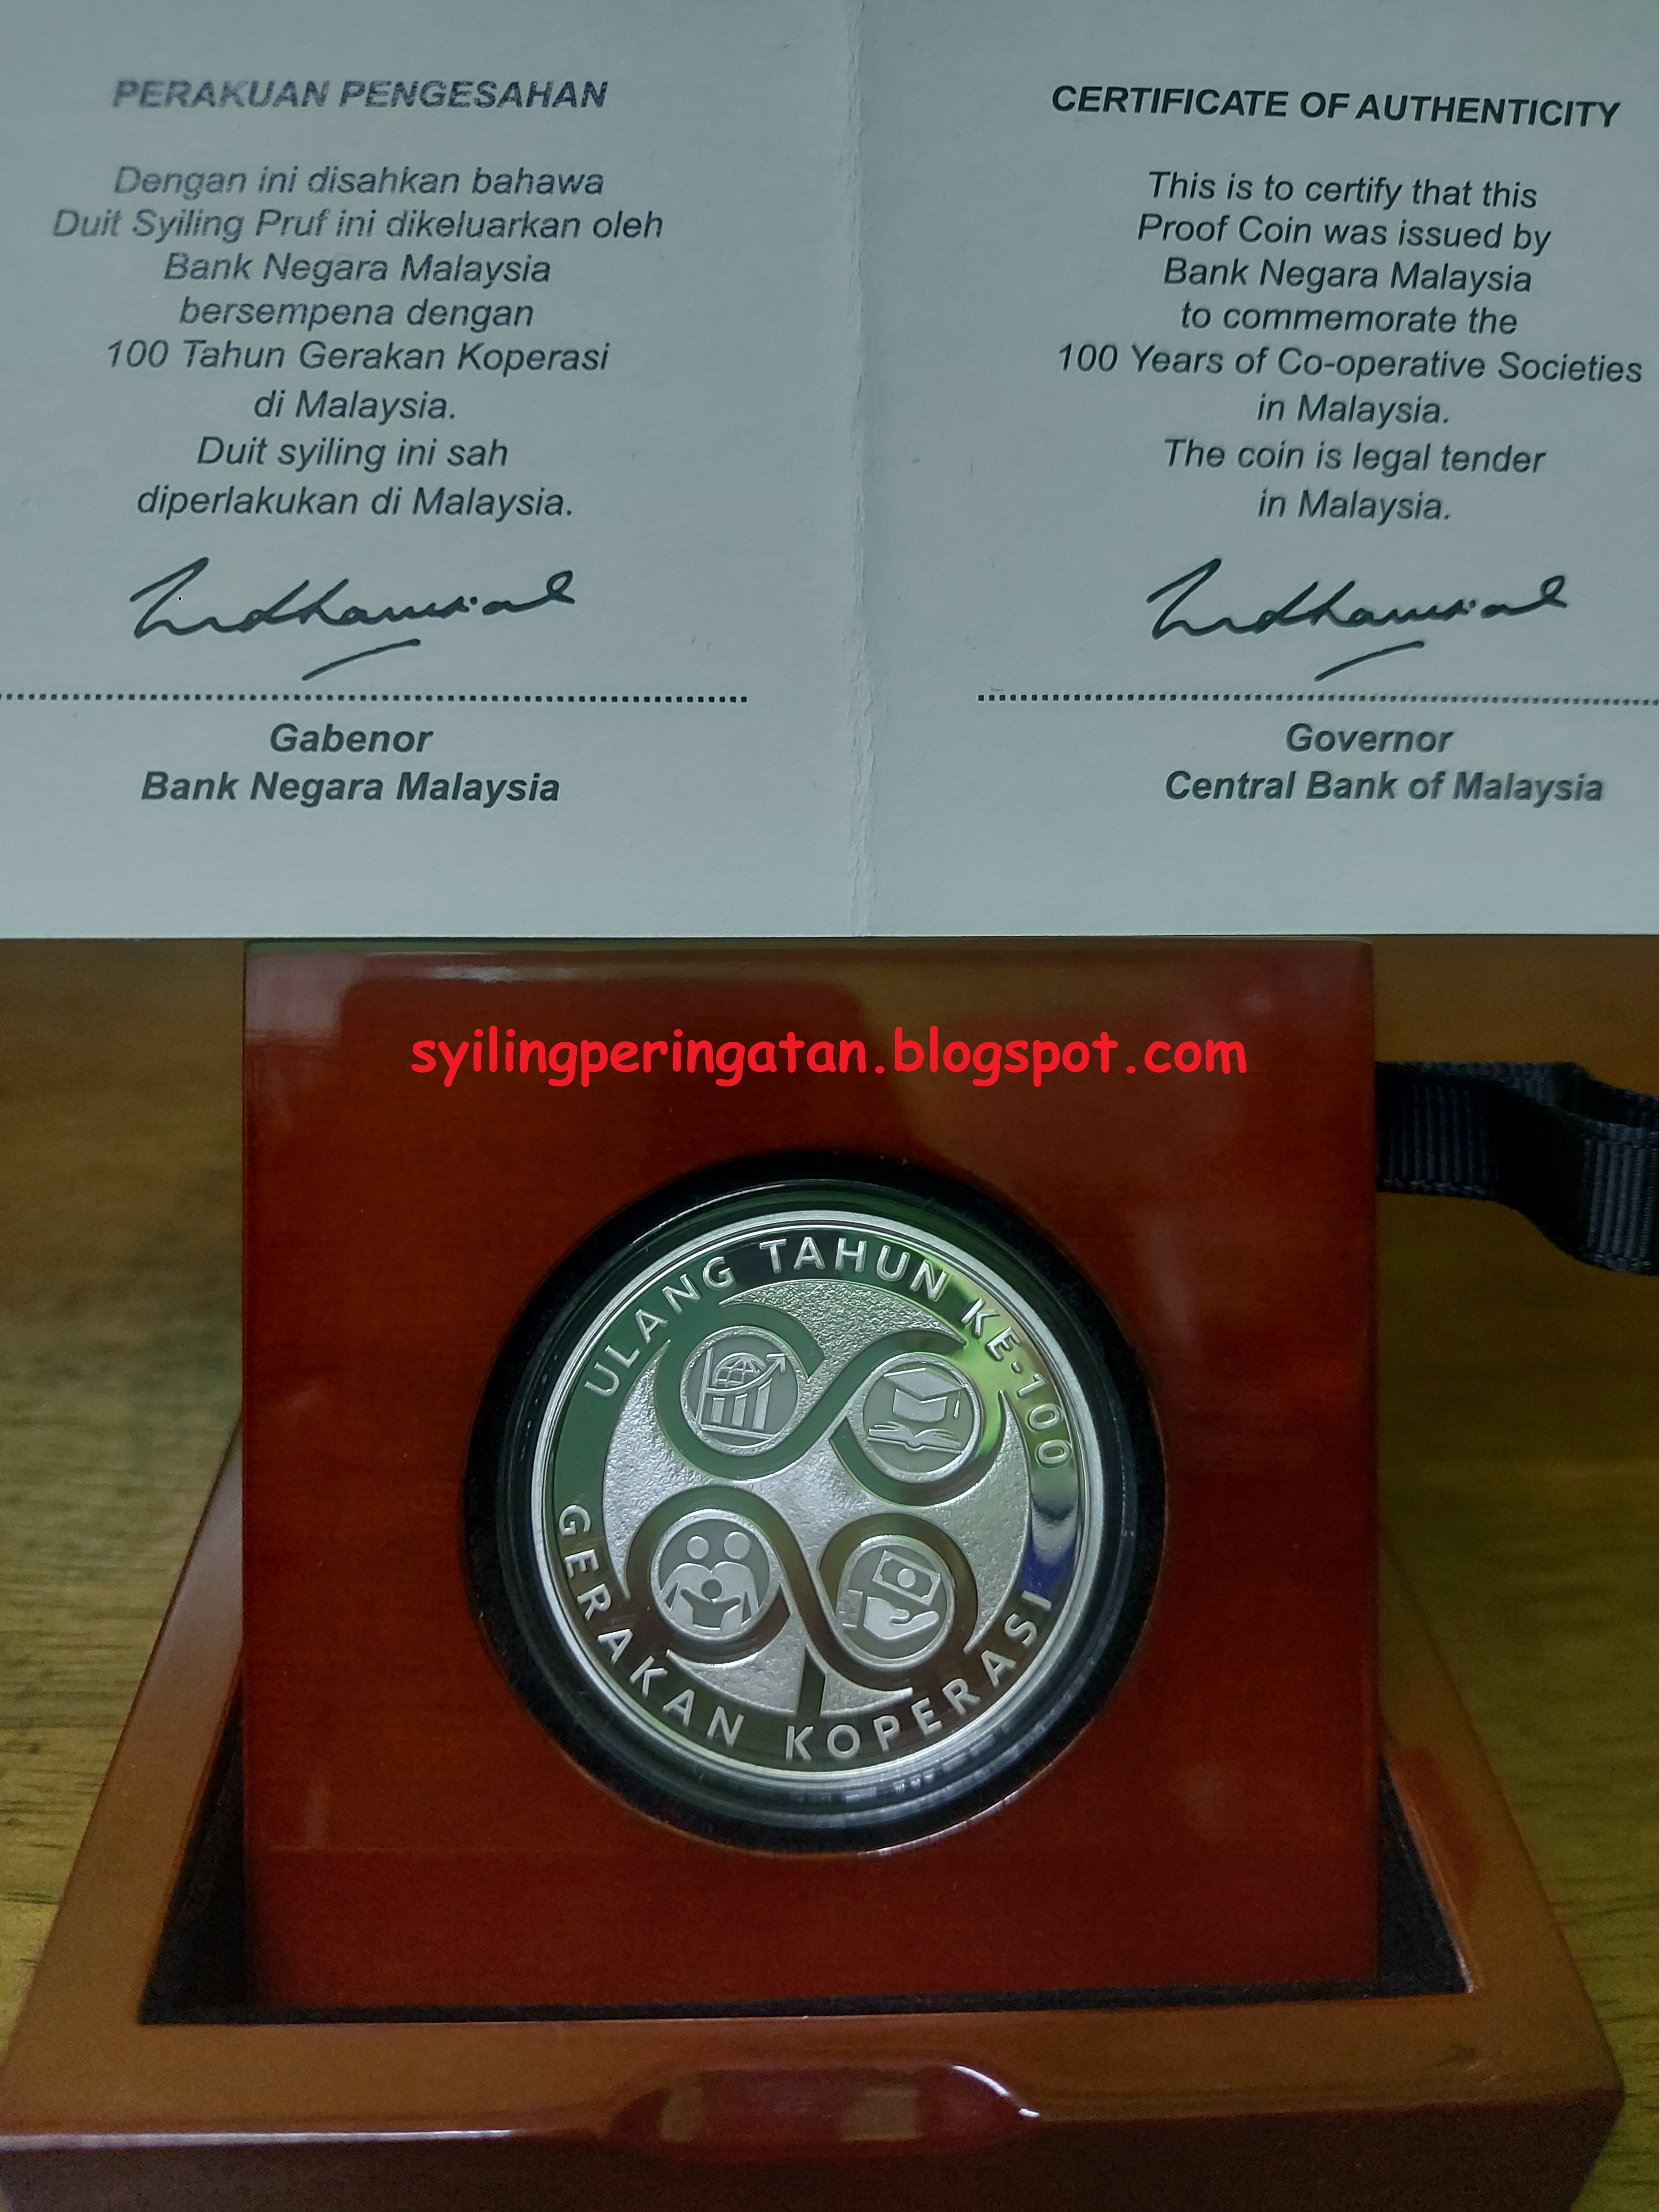 PERAKUAN PENGESAHAN
Dengan ini disahkan bahawa
Duit Syiling Pruf ini dikeluarkan oleh
Bank Negara Malaysia
bersempena dengan
100 Tahun Gerakan Koperasi
di Malaysia.
Duit syiling ini sah
diperlakukan di Malaysia.
Gabenor
Bank Negara Malaysia
CERTIFICATE OF AUTHENTICITY
This is to certify that this
Proof Coin was issued by
Bank Negara Malaysia
to commemorate the
100 Years of Co-operative Societies
in Malaysia.
The coin is legal tender
in Malaysia.
Governor
Central Bank of Malaysia
syilingperingatan.blogspot.com
ULANG TAHUN KE-100
GERAKAN KOPERASI